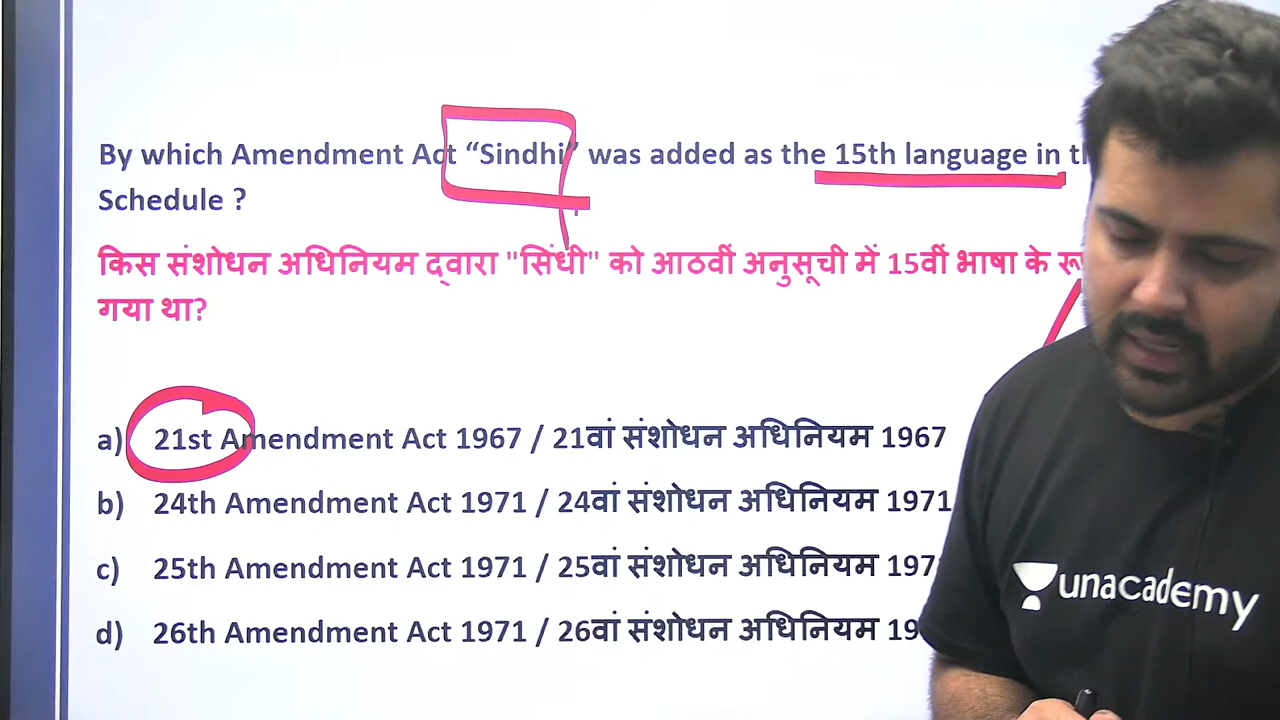 By which Amendment Act “Sindhi” was added as the 15th language in
Schedule ?
किस संशोधन अधिनियम द्वारा "सिंधी" को आठवीं अनुसूची में 15वीं भाषा के
गया था?
a) 21st Amendment Act 1967 / 21वां संशोधन अधिनियम 1967
b) 24th Amendment Act 1971 / 24वां संशोधन अधिनियम 1971
c) 25th Amendment Act 1971 / 25वां संशोधन अधिनियम
d) 26th Amendment Act 1971 / 26वां संशोधन अधिनियम
unacademy